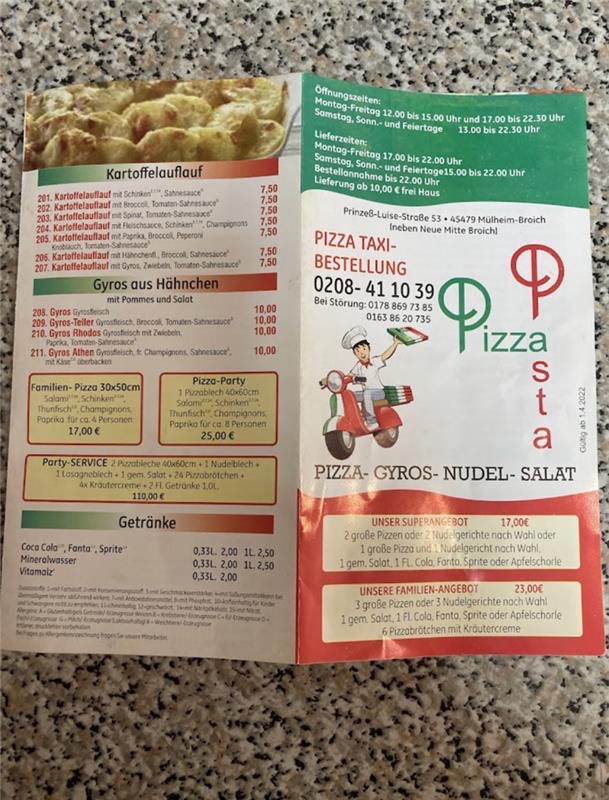 Kartoffelauflauf
201. Kartoffelauflauf mit Schinken, Sahnesauce 7,50
202. Kartoffelauflauf mit Broccoli, Tomaten-Sahnesauce 7,50
203. Kartoffelauflauf mit Spinat, Tomaten-Sahnesauce 7,50
204. Kartoffelauflauf mit Fleischsauce, Schinken, Champignons 7,50
205. Kartoffelauflauf mit Paprika, Broccoli, Peperoni 7,50
Knoblauch, Tomaten-Sahnesauce
206. Kartoffelauflauf mit Hähnchenfl., Broccoli, Sahnesauce 7,50
207. Kartoffelauflauf mit Gyros, Zwiebeln, Tomaten-Sahnesauce 7,50
Gyros aus Hähnchen
mit Pommes und Salat
208. Gyros Gyrosfleisch 10,00
209. Gyros-Teller Gyrosfleisch, Broccoli, Tomaten-Sahnesauce 10,00
210. Gyros Rhodos Gyrosfleisch mit Zwiebeln, 10,00
Paprika, Tomaten-Sahnesauce
211. Gyros Athen Gyrosfleisch, fr. Champignons, Sahnesauce, 10,00
mit Käse überbacken
Familien- Pizza 30x50cm
Salami, Schinken,
Thunfisch, Champignons,
Paprika für ca. 4 Personen
17,00 €
Pizza-Party
1 Pizzablech 40x60cm
Salami, Schinken,
Thunfisch, Champignons,
Paprika für ca. 8 Personen
25,00 €
Party-SERVICE 2 Pizzableche 40x60cm + 1 Nudelblech +
1 Lasagneblech + 1 gem. Salat + 24 Pizzabrötchen +
4x Kräutercreme + 2 Fl. Getränke 1,0L.
110,00 €
Getränke
Coca Cola, Fanta, Sprite 0,33L. 2,00 1L. 2,50
Mineralwasser 0,33L. 2,00 1L. 2,50
Vitamalz 0,33L. 2,00
Bei Fragen zu Allergenkennzeichnung fragen Sie unsere Mitarbeiter.
Öffnungszeiten:
Montag-Freitag 12.00 bis 15.00 Uhr und 17.00 bis 22.30 Uhr
Samstag, Sonn.- und Feiertage 13.00 bis 22.30 Uhr
Lieferzeiten:
Montag-Freitag 17.00 bis 22.00 Uhr
Samstag, Sonn.- und Feiertage 15.00 bis 22.00 Uhr
Bestellannahme bis 22.00 Uhr
Lieferung ab 10,00 € frei Haus
Prinzeß-Luise-Straße 53 • 45479 Mülheim-Broich
(neben Neue Mitte Broich)
PIZZA TAXI-
BESTELLUNG
0208- 41 10 39
Bei Störung: 0178 869 73 85
0163 86 20 735
Pizza
Pasta
Gültig ab 1.4.2022
PIZZA- GYROS- NUDEL- SALAT
UNSER SUPERANGEBOT 17,00€
2 große Pizzen oder 2 Nudelgerichte nach Wahl oder
1 große Pizza und 1 Nudelgericht nach Wahl,
1 gem. Salat, 1 Fl. Cola, Fanta, Sprite oder Apfelschorle
UNSERE FAMILIEN-ANGEBOT 23,00€
3 große Pizzen oder 3 Nudelgerichte nach Wahl
1 gem. Salat, 1 Fl. Cola, Fanta, Sprite oder Apfelschorle
6 Pizzabrötchen mit Kräutercreme